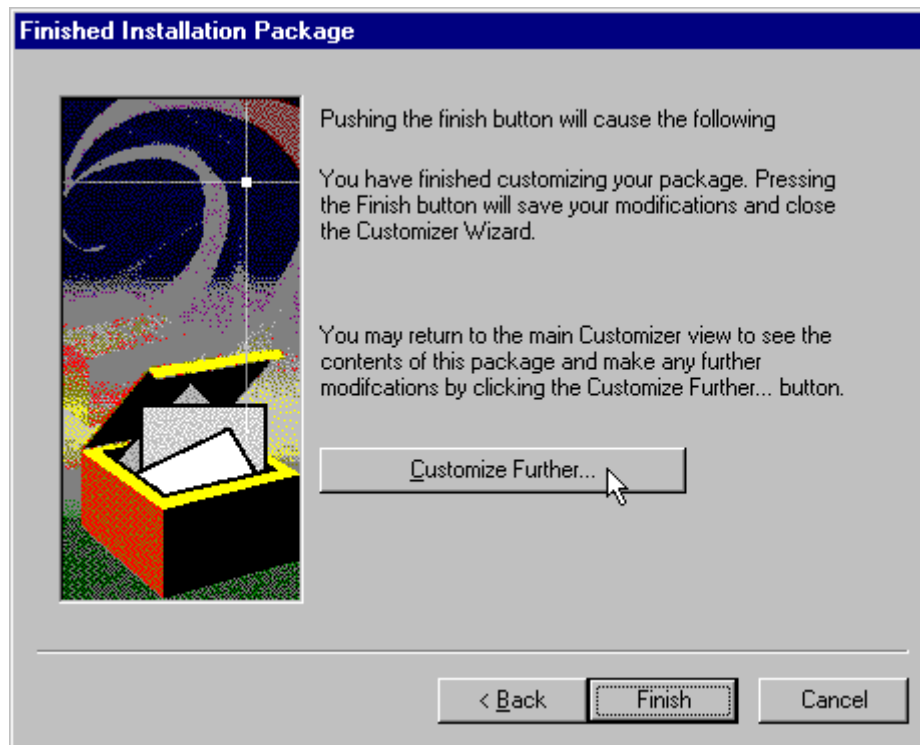 Finished Installation Package
Pushing the finish button will cause the following
You have finished customizing your package. Pressing
the Finish button will save your modifications and close
the Customizer Wizard.
You may return to the main Customizer view to see the
contents of this package and make any further
modifcations by clicking the Customize Further... button.
Customize Further...
< Back
Finish
Cancel